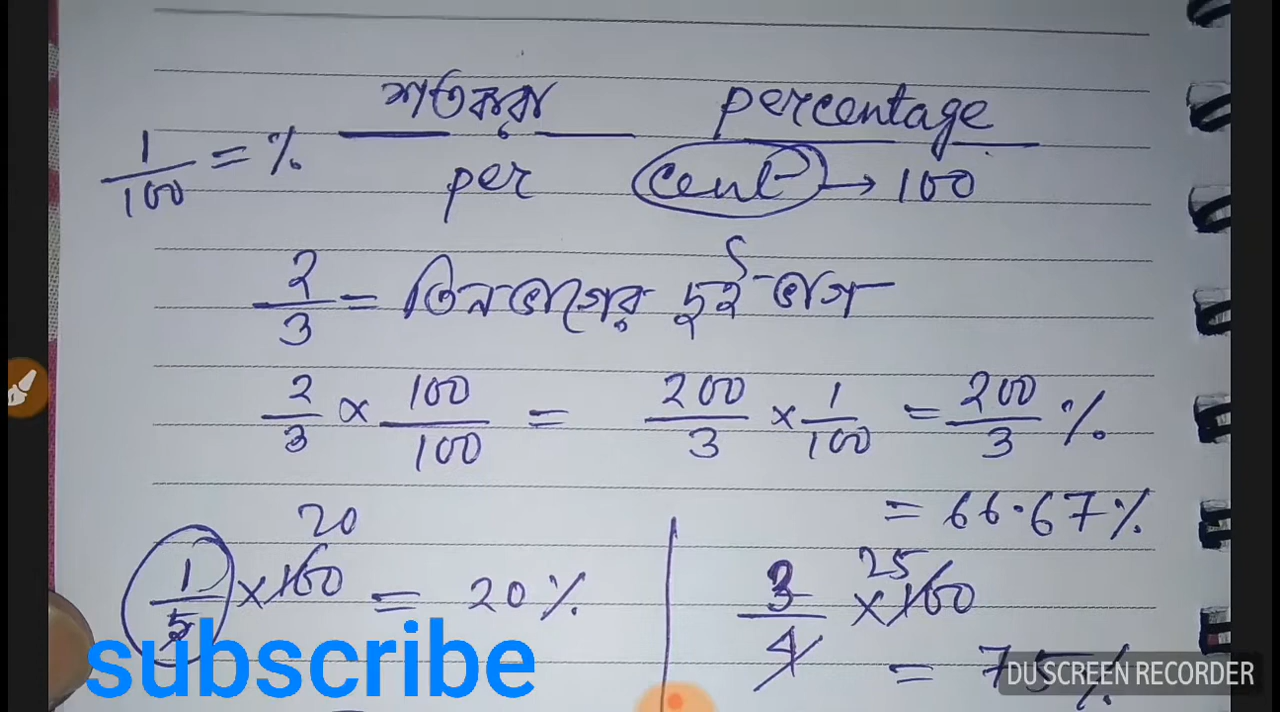 শতকরা percentage
1/100 = % per cent → 100
2/3 = তিনভাগের দুই ভাগ
2/3 × 100/100 = 200/3 × 1/100 = 200/3 %
= 66.67%
1/5 × 100 20 = 20%
3/4 × 100 25
= 75%
subscribe
DU SCREEN RECORDER